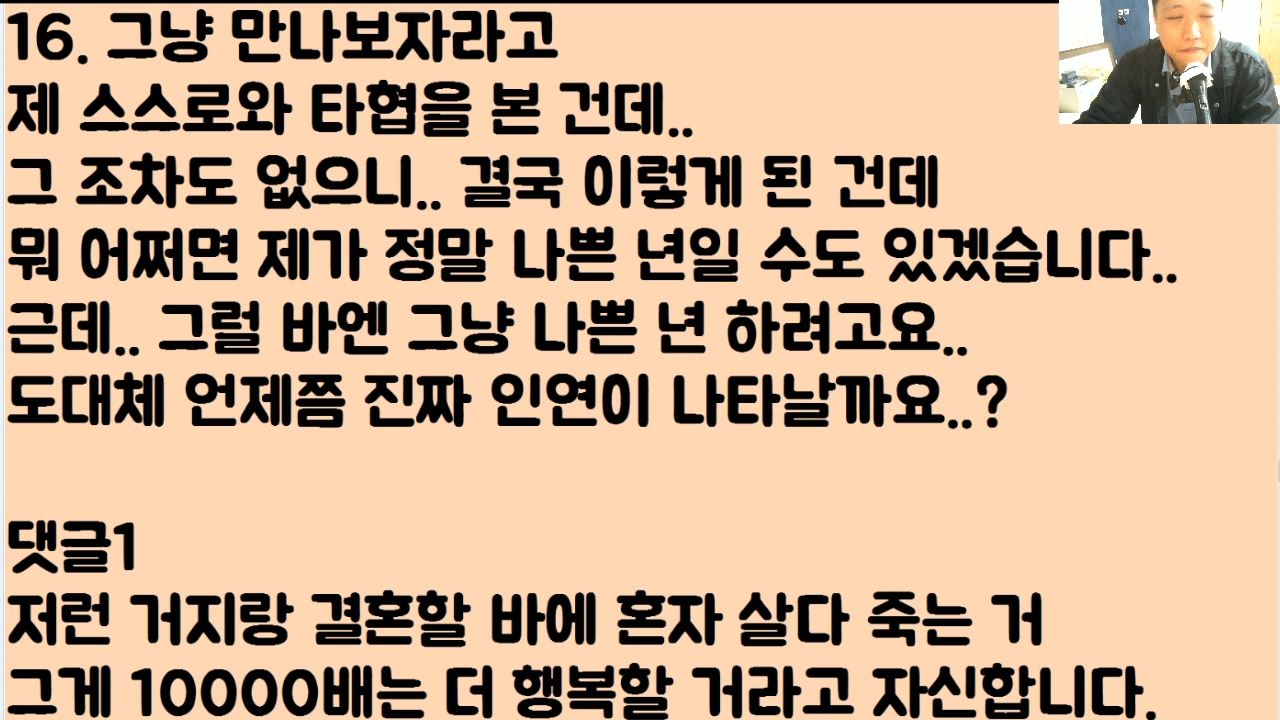 16. 그냥 만나보자라고
제 스스로와 타협을 본 건데..
그 조차도 없으니.. 결국 이렇게 된 건데
뭐 어쩌면 제가 정말 나쁜 년일 수도 있겠습니다..
근데.. 그럴 바엔 그냥 나쁜 년 하려고요..
도대체 언제쯤 진짜 인연이 나타날까요..?
댓글1
저런 거지랑 결혼할 바에 혼자 살다 죽는 거
그게 10000배는 더 행복할 거라고 자신합니다.